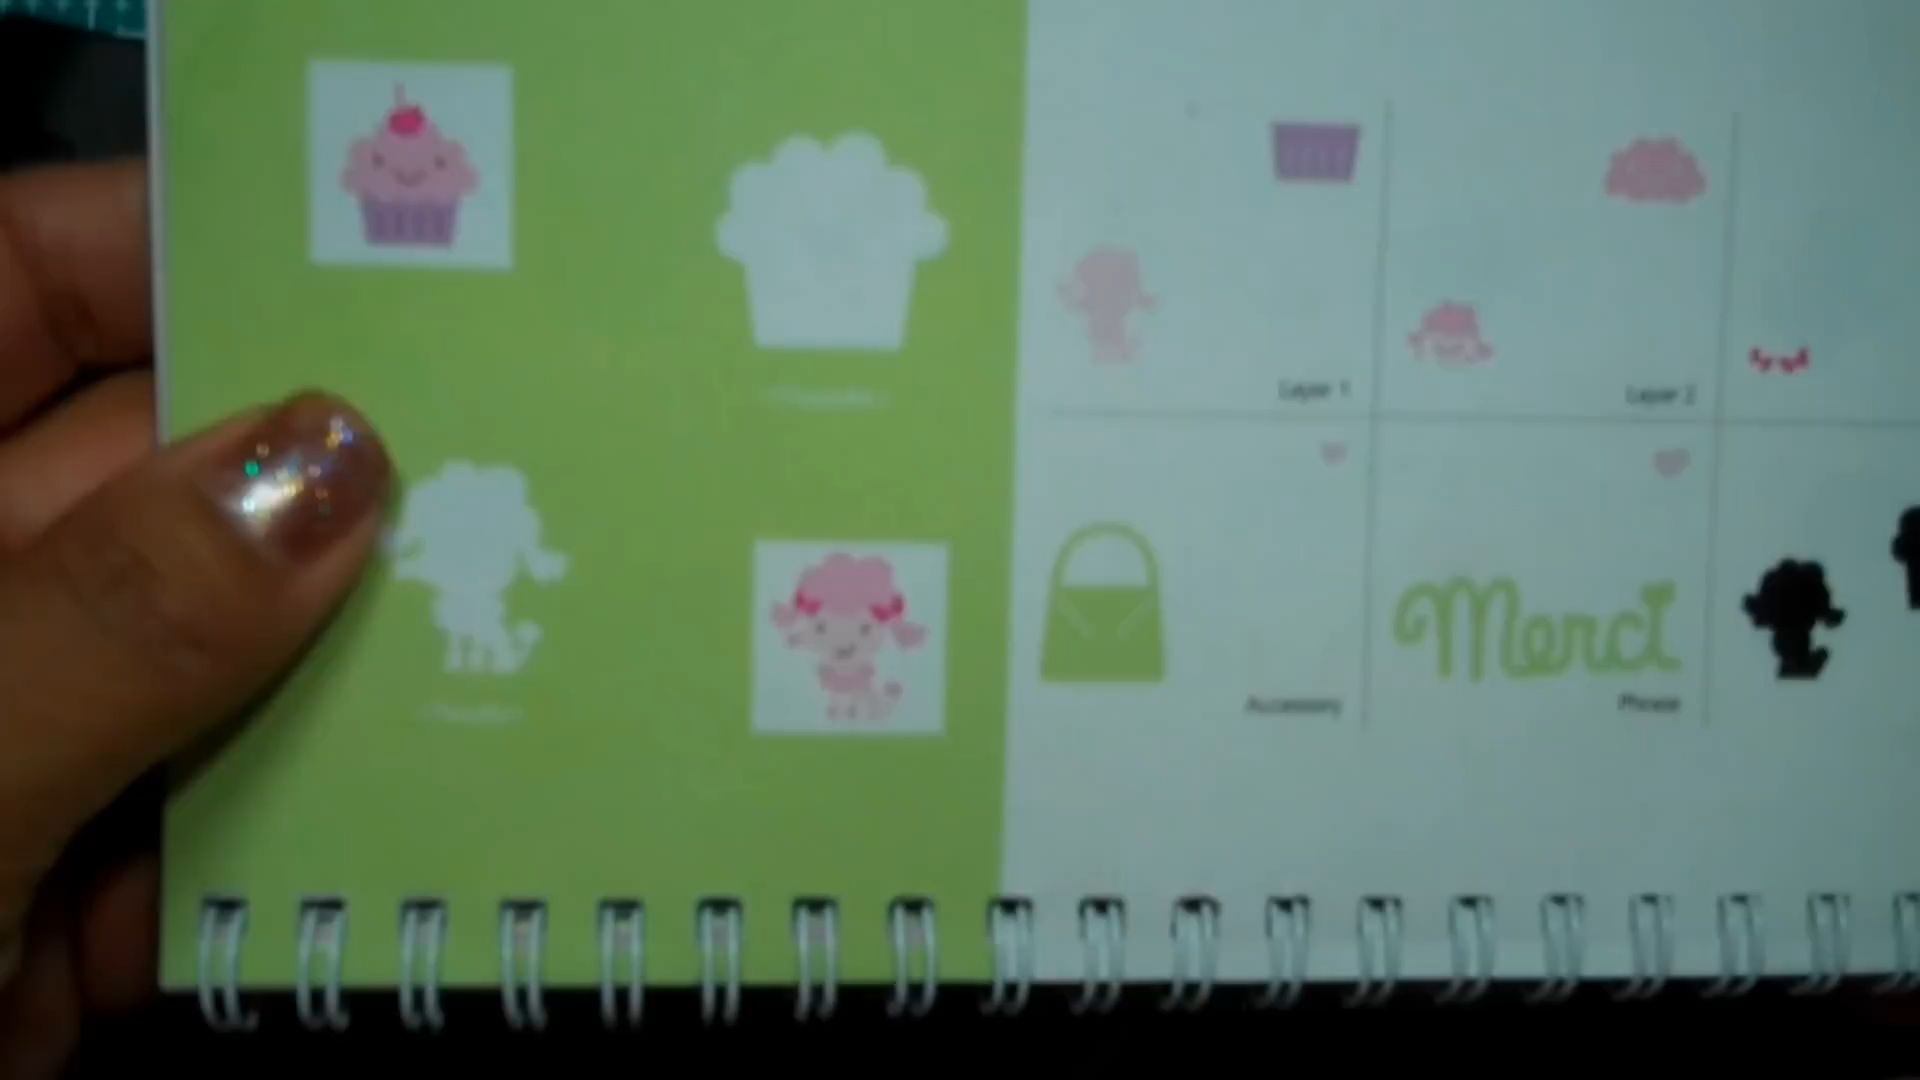 Layer 1
Layer 2
Merci
Accessory
Phrase